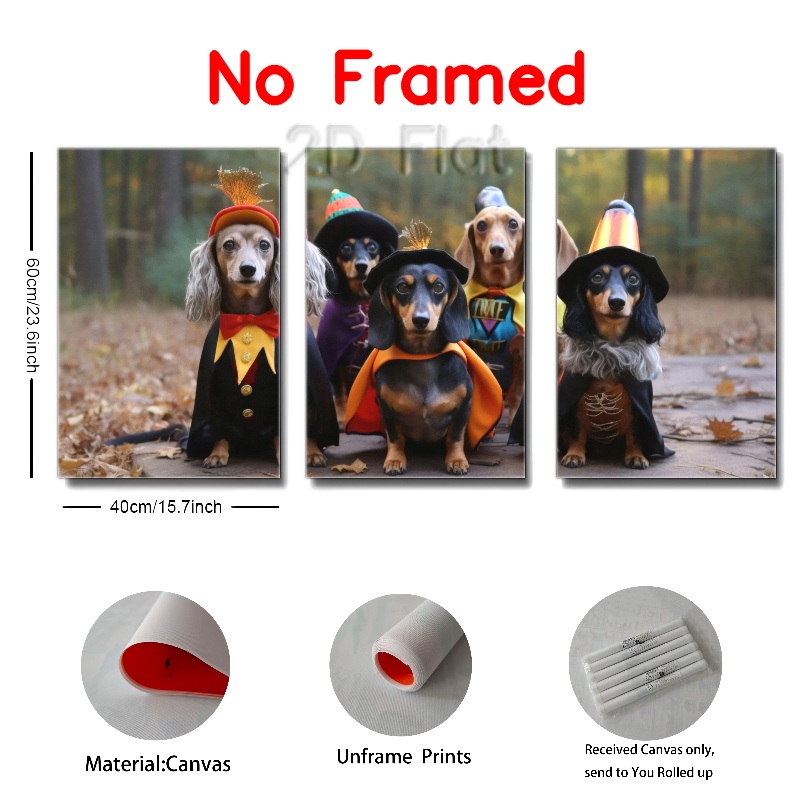 No Framed
2D Flat
60cm/23.6inch
40cm/15.7inch
Material:Canvas
Unframe Prints
Received Canvas only,
send to You Rolled up